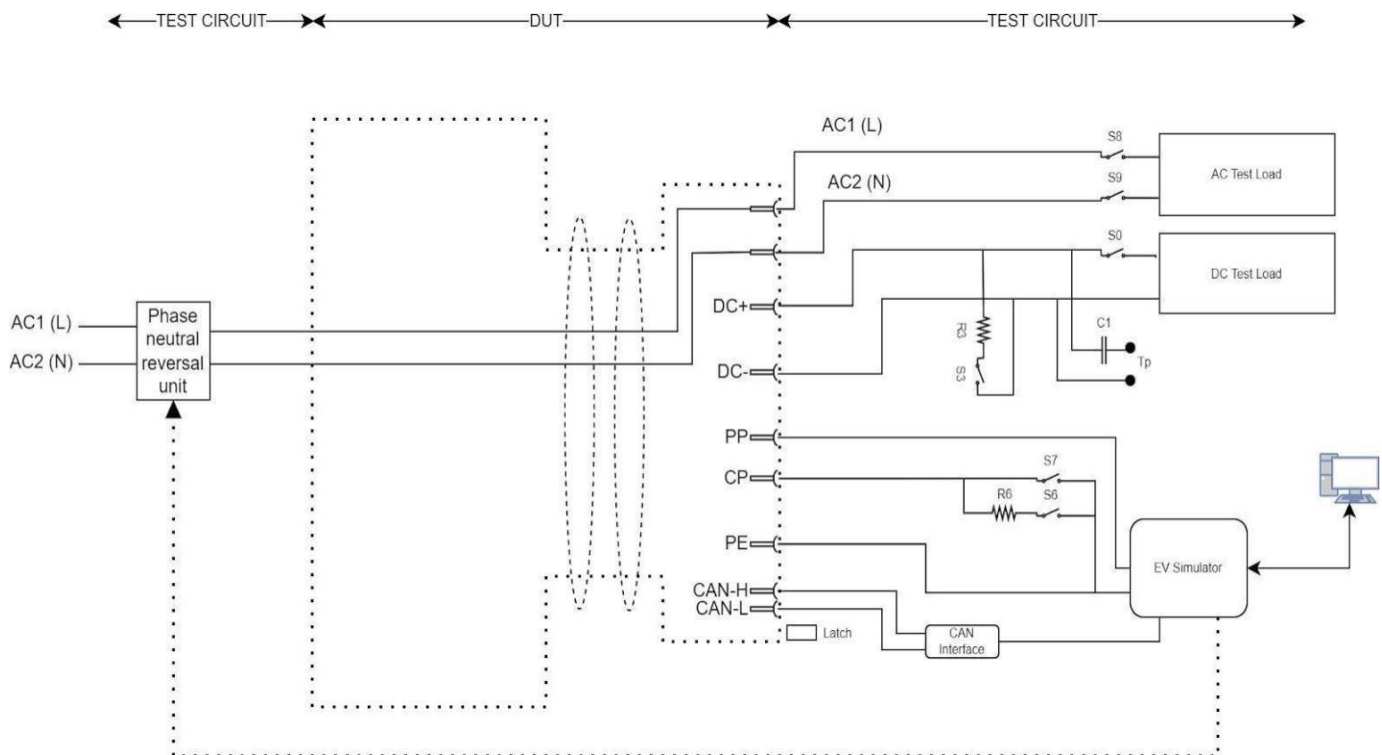 TEST CIRCUIT
DUT
TEST CIRCUIT
AC1 (L)
S8
AC Test Load
AC2 (N)
S9
S0
DC Test Load
DC+
AC1 (L)
Phase
neutral
reversal
unit
AC2 (N)
R3
C1
Tp
DC-
S3
PP
CP
S7
R6
S6
PE
EV Simulator
CAN-H
CAN-L
Latch
CAN
Interface